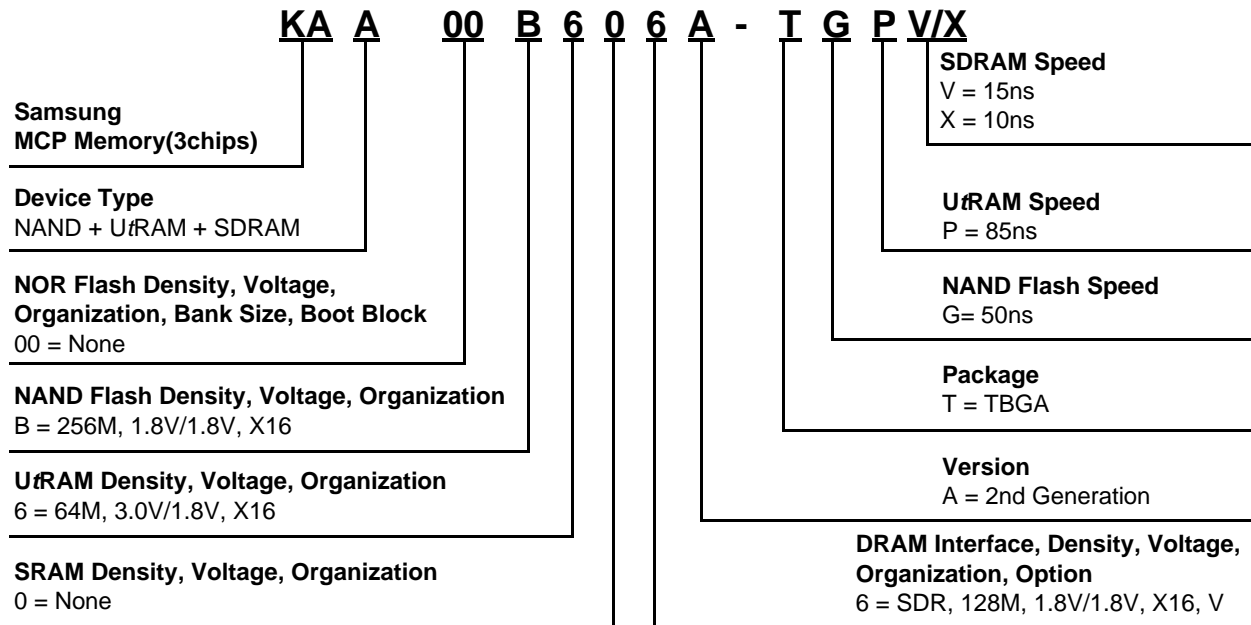 KA A 00 B 6 0 6 A - T G P V/X
Samsung
MCP Memory(3chips)
Device Type
NAND + UtRAM + SDRAM
NOR Flash Density, Voltage,
Organization, Bank Size, Boot Block
00 = None
NAND Flash Density, Voltage, Organization
B = 256M, 1.8V/1.8V, X16
UtRAM Density, Voltage, Organization
6 = 64M, 3.0V/1.8V, X16
SRAM Density, Voltage, Organization
0 = None
SDRAM Speed
V = 15ns
X = 10ns
UtRAM Speed
P = 85ns
NAND Flash Speed
G= 50ns
Package
T = TBGA
Version
A = 2nd Generation
DRAM Interface, Density, Voltage,
Organization, Option
6 = SDR, 128M, 1.8V/1.8V, X16, V